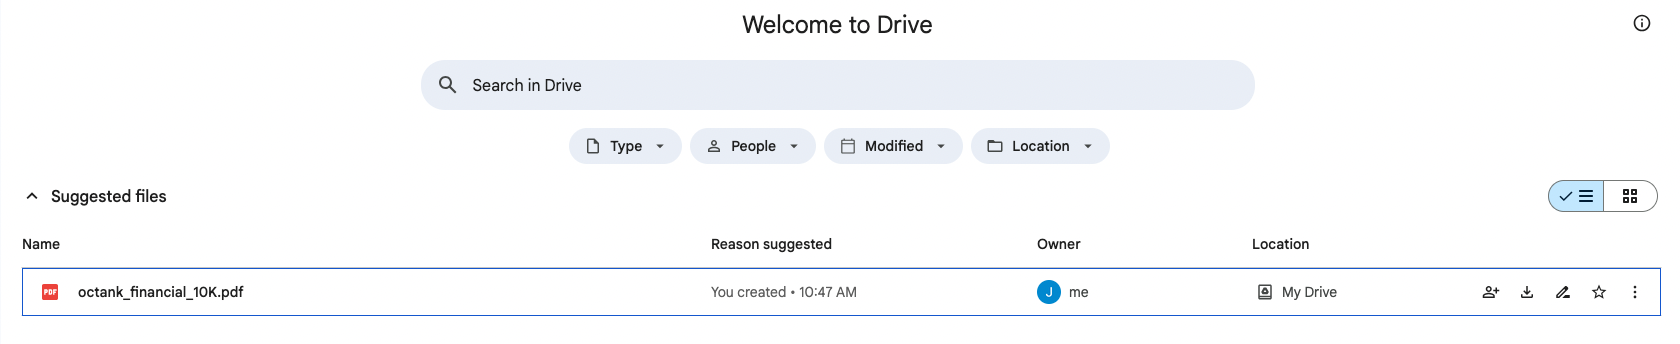 Welcome to Drive
Search in Drive
Type People Modified Location
Suggested files
Name Reason suggested Owner Location
PDF octank_financial_10K.pdf You created • 10:47 AM J me My Drive